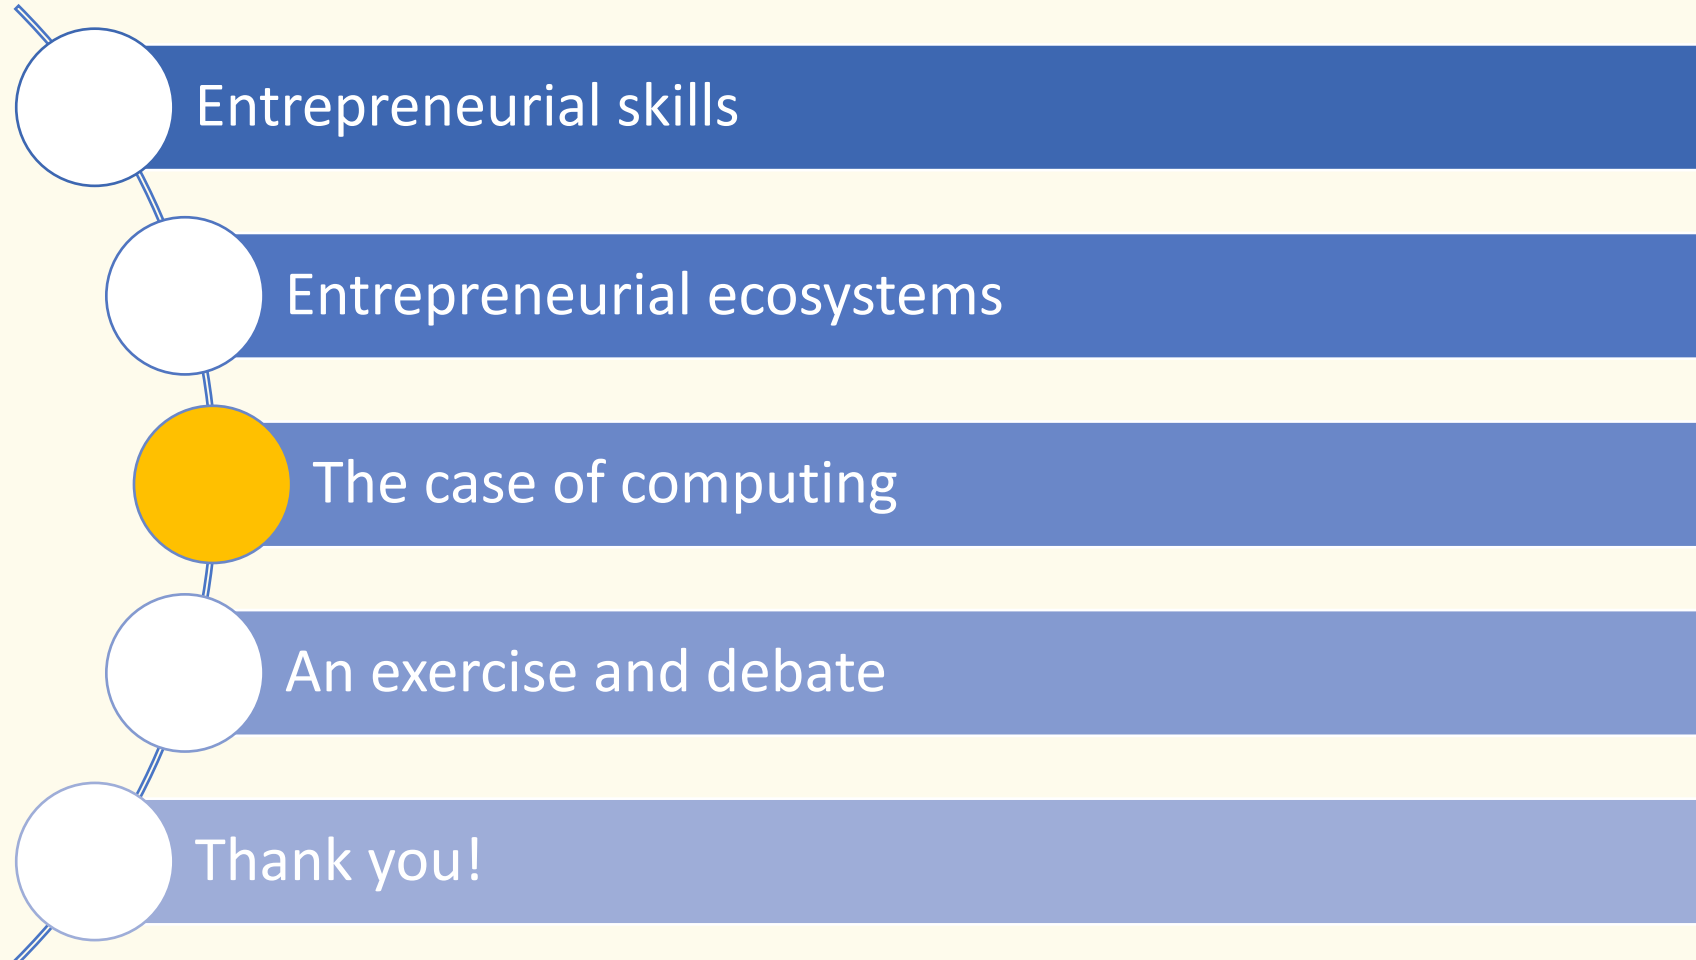 Entrepreneurial skills
Entrepreneurial ecosystems
The case of computing
An exercise and debate
Thank you!